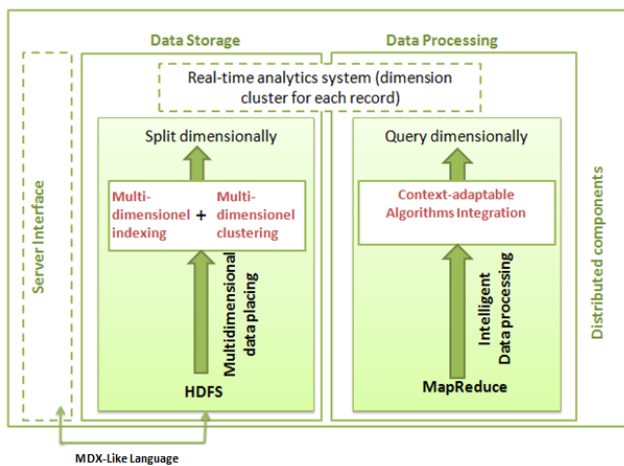 Data Storage
Data Processing
Real-time analytics system (dimension
cluster for each record)
Server Interface
Split dimensionally
Multi-
dimensionel
indexing
+
Multi-
dimensionel
clustering
Multidimensional
data placing
HDFS
Query dimensionally
Context-adaptable
Algorithms Integration
Intelligent
Data processing
MapReduce
Distributed components
MDX-Like Language